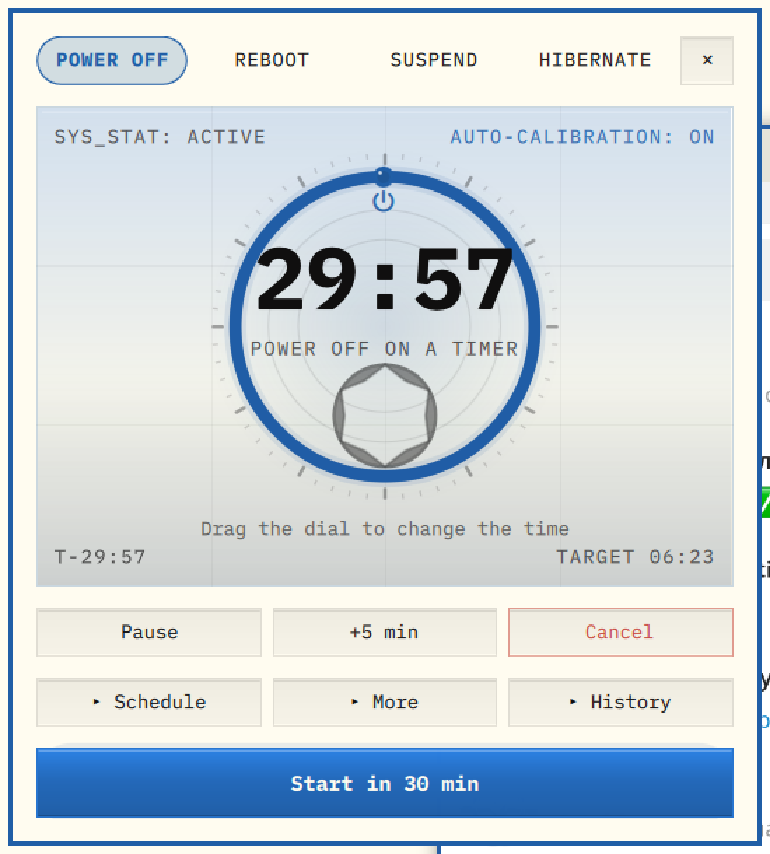 POWER OFF REBOOT SUSPEND HIBERNATE ×
SYS_STAT: ACTIVE AUTO-CALIBRATION: ON
29:57
POWER OFF ON A TIMER
Drag the dial to change the time
T-29:57 TARGET 06:23
Pause +5 min Cancel
▸ Schedule ▸ More ▸ History
Start in 30 min